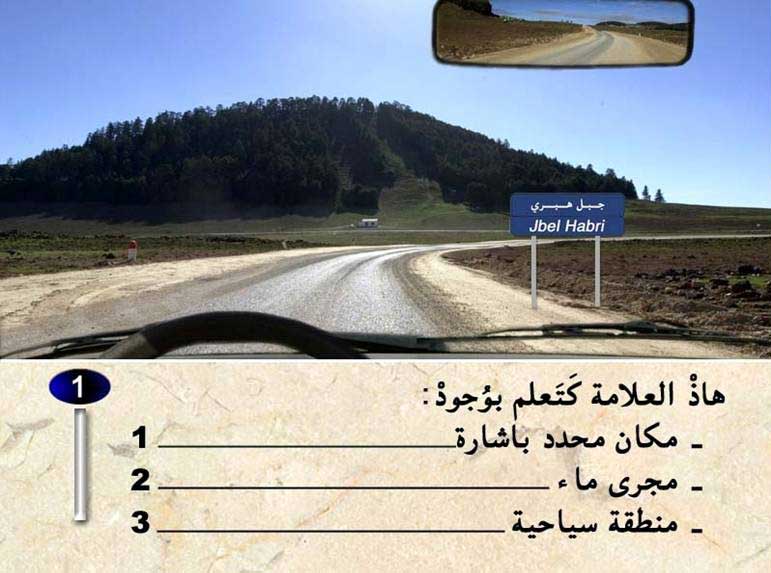 جبل هبري
Jbel Habri
1
هاذْ العلامة كَتَعلم بوُجودْ:
ـ مكان محدد باشارة 1
ـ مجرى ماء 2
ـ منطقة سياحية 3